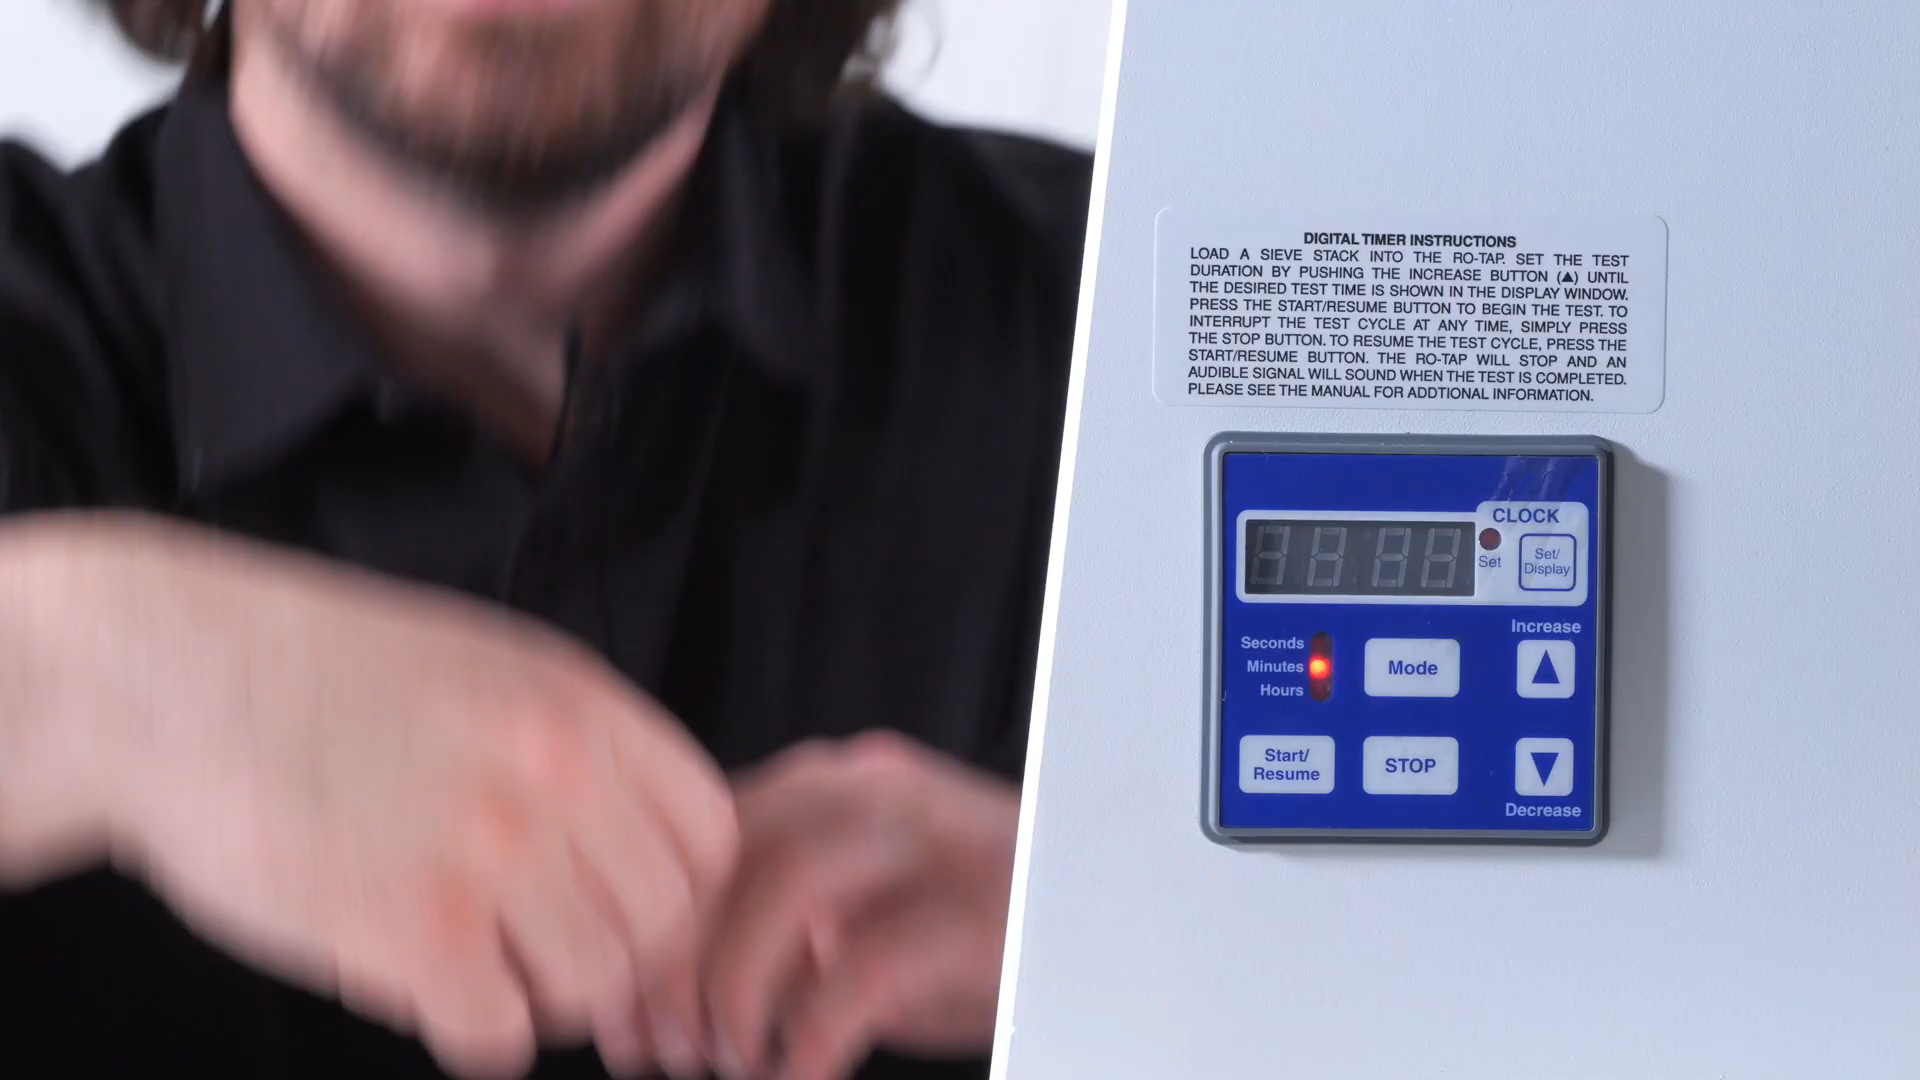 DIGITAL TIMER INSTRUCTIONS
LOAD A SIEVE STACK INTO THE RO-TAP. SET THE TEST
DURATION BY PUSHING THE INCREASE BUTTON (▲) UNTIL
THE DESIRED TEST TIME IS SHOWN IN THE DISPLAY WINDOW.
PRESS THE START/RESUME BUTTON TO BEGIN THE TEST. TO
INTERRUPT THE TEST CYCLE AT ANY TIME, SIMPLY PRESS
THE STOP BUTTON. TO RESUME THE TEST CYCLE, PRESS THE
START/RESUME BUTTON. THE RO-TAP WILL STOP AND AN
AUDIBLE SIGNAL WILL SOUND WHEN THE TEST IS COMPLETED.
PLEASE SEE THE MANUAL FOR ADDTIONAL INFORMATION.
CLOCK
Set
Set/
Display
Increase
Seconds
Minutes
Hours
Mode
Start/
Resume
STOP
Decrease